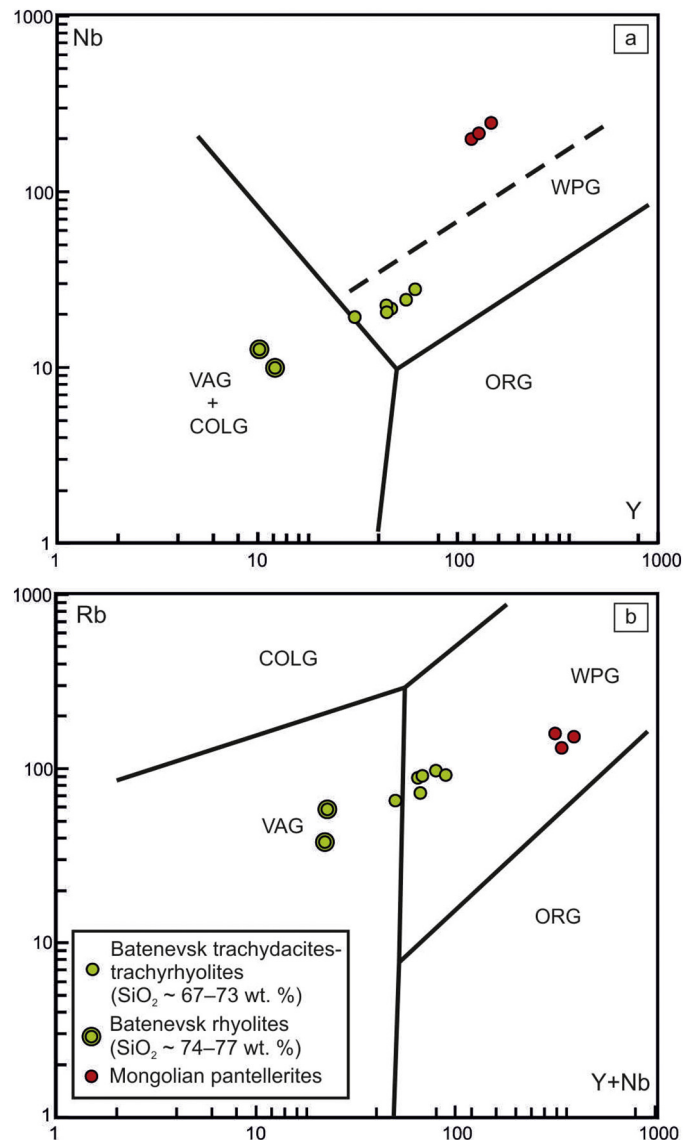 1000
Nb
a
100
WPG
10
VAG
+
COLG
ORG
Y
1
1
10
100
1000
1000
Rb
b
COLG
WPG
100
VAG
ORG
10
Batenevsk trachydacites-
trachyrhyolites
(SiO₂ ~ 67–73 wt. %)
Batenevsk rhyolites
(SiO₂ ~ 74–77 wt. %)
Mongolian pantellerites
Y+Nb
1
1
10
100
1000